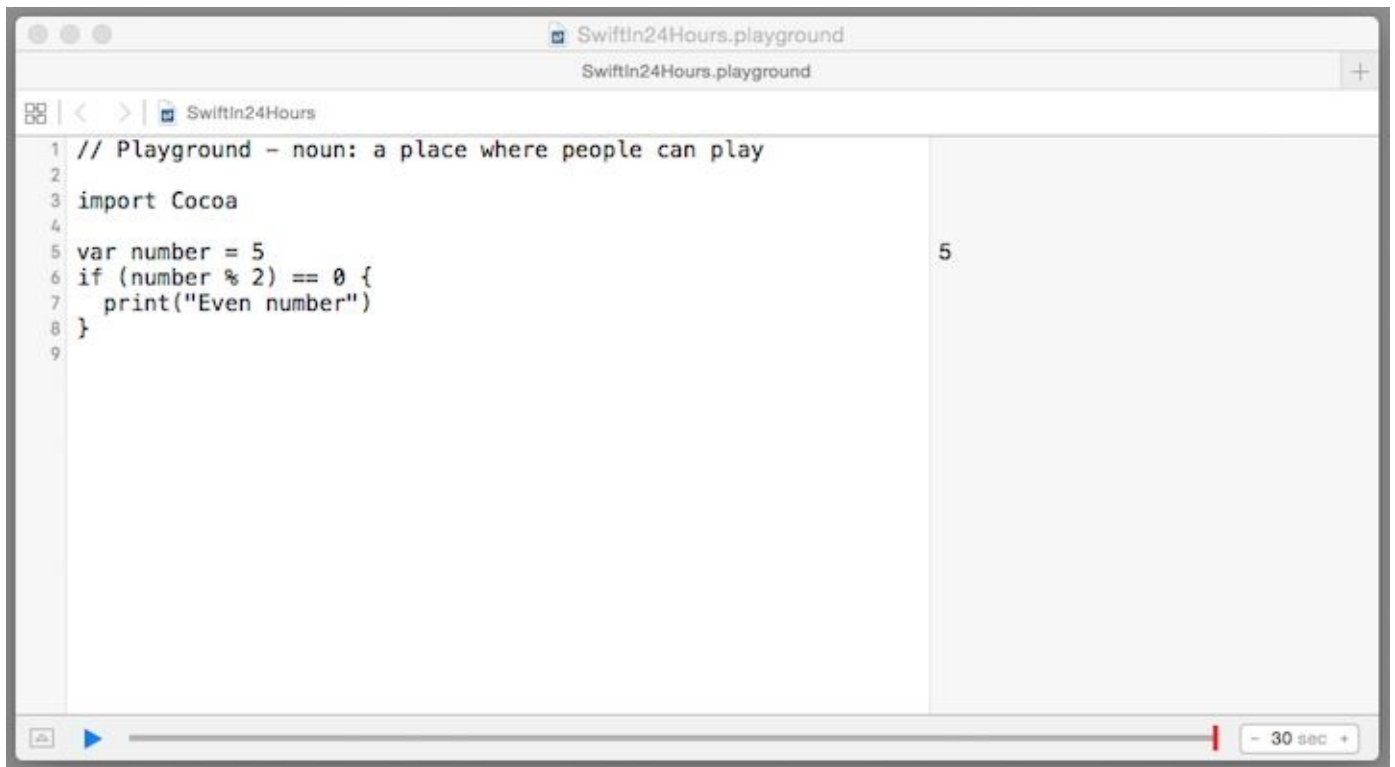 SwiftIn24Hours.playground
SwiftIn24Hours.playground +
< > SwiftIn24Hours
1 // Playground – noun: a place where people can play
2
3 import Cocoa
4
5 var number = 5 5
6 if (number % 2) == 0 {
7   print("Even number")
8 }
9
- 30 sec +